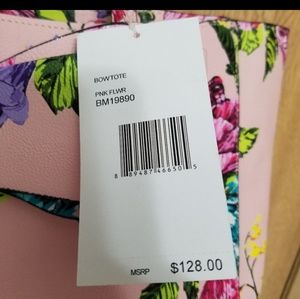 BOWTOTE
PNK FLWR
BM19890
8 89487 46650 5
MSRP $128.00